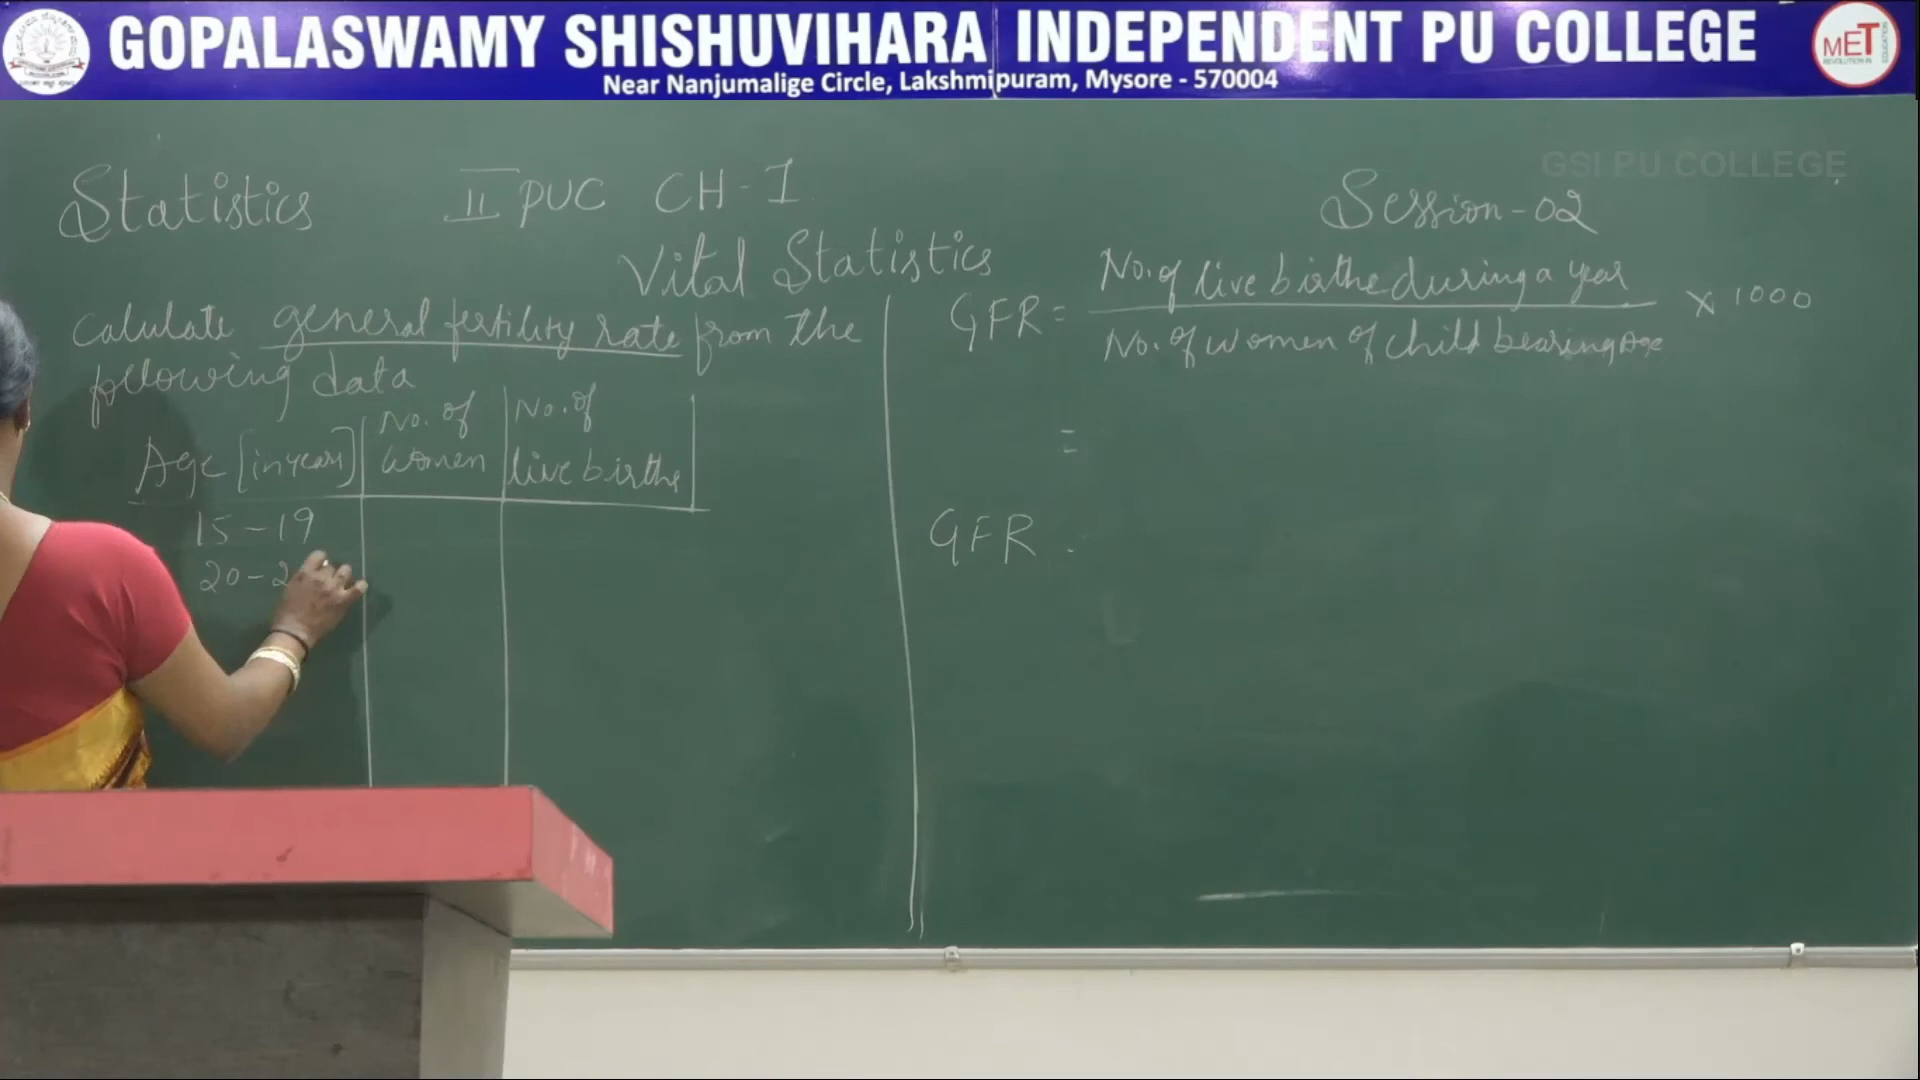 GOPALASWAMY SHISHUVIHARA INDEPENDENT PU COLLEGE
Near Nanjumalige Circle, Lakshmipuram, Mysore - 570004
MET
GSI PU COLLEGE
Statistics II PUC CH-1 Session-02
Vital Statistics
Calulate general fertility rate from the
following data
Age [in years] No. of women No. of live births
15 - 19
20 - 2
GFR = No. of live births during a year × 1000
No. of women of child bearing Age
=
GFR